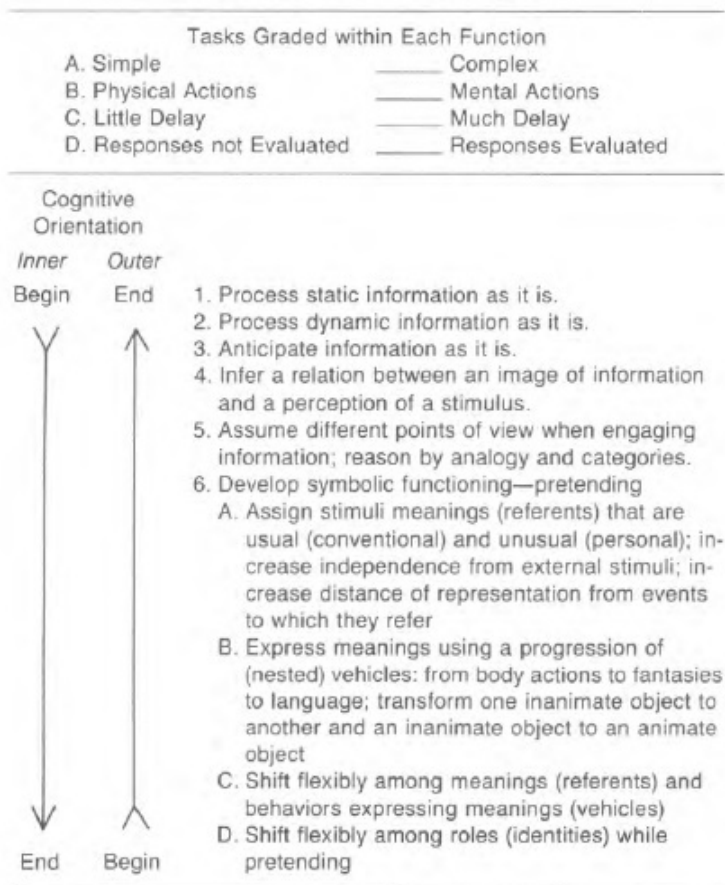 Tasks Graded within Each Function
A. Simple _____ Complex
B. Physical Actions _____ Mental Actions
C. Little Delay _____ Much Delay
D. Responses not Evaluated _____ Responses Evaluated
Cognitive
Orientation
Inner Outer
Begin End
1. Process static information as it is.
2. Process dynamic information as it is.
3. Anticipate information as it is.
4. Infer a relation between an image of information
and a perception of a stimulus.
5. Assume different points of view when engaging
information; reason by analogy and categories.
6. Develop symbolic functioning—pretending
A. Assign stimuli meanings (referents) that are
usual (conventional) and unusual (personal); in-
crease independence from external stimuli; in-
crease distance of representation from events
to which they refer
B. Express meanings using a progression of
(nested) vehicles: from body actions to fantasies
to language; transform one inanimate object to
another and an inanimate object to an animate
object
C. Shift flexibly among meanings (referents) and
behaviors expressing meanings (vehicles)
D. Shift flexibly among roles (identities) while
pretending
End Begin